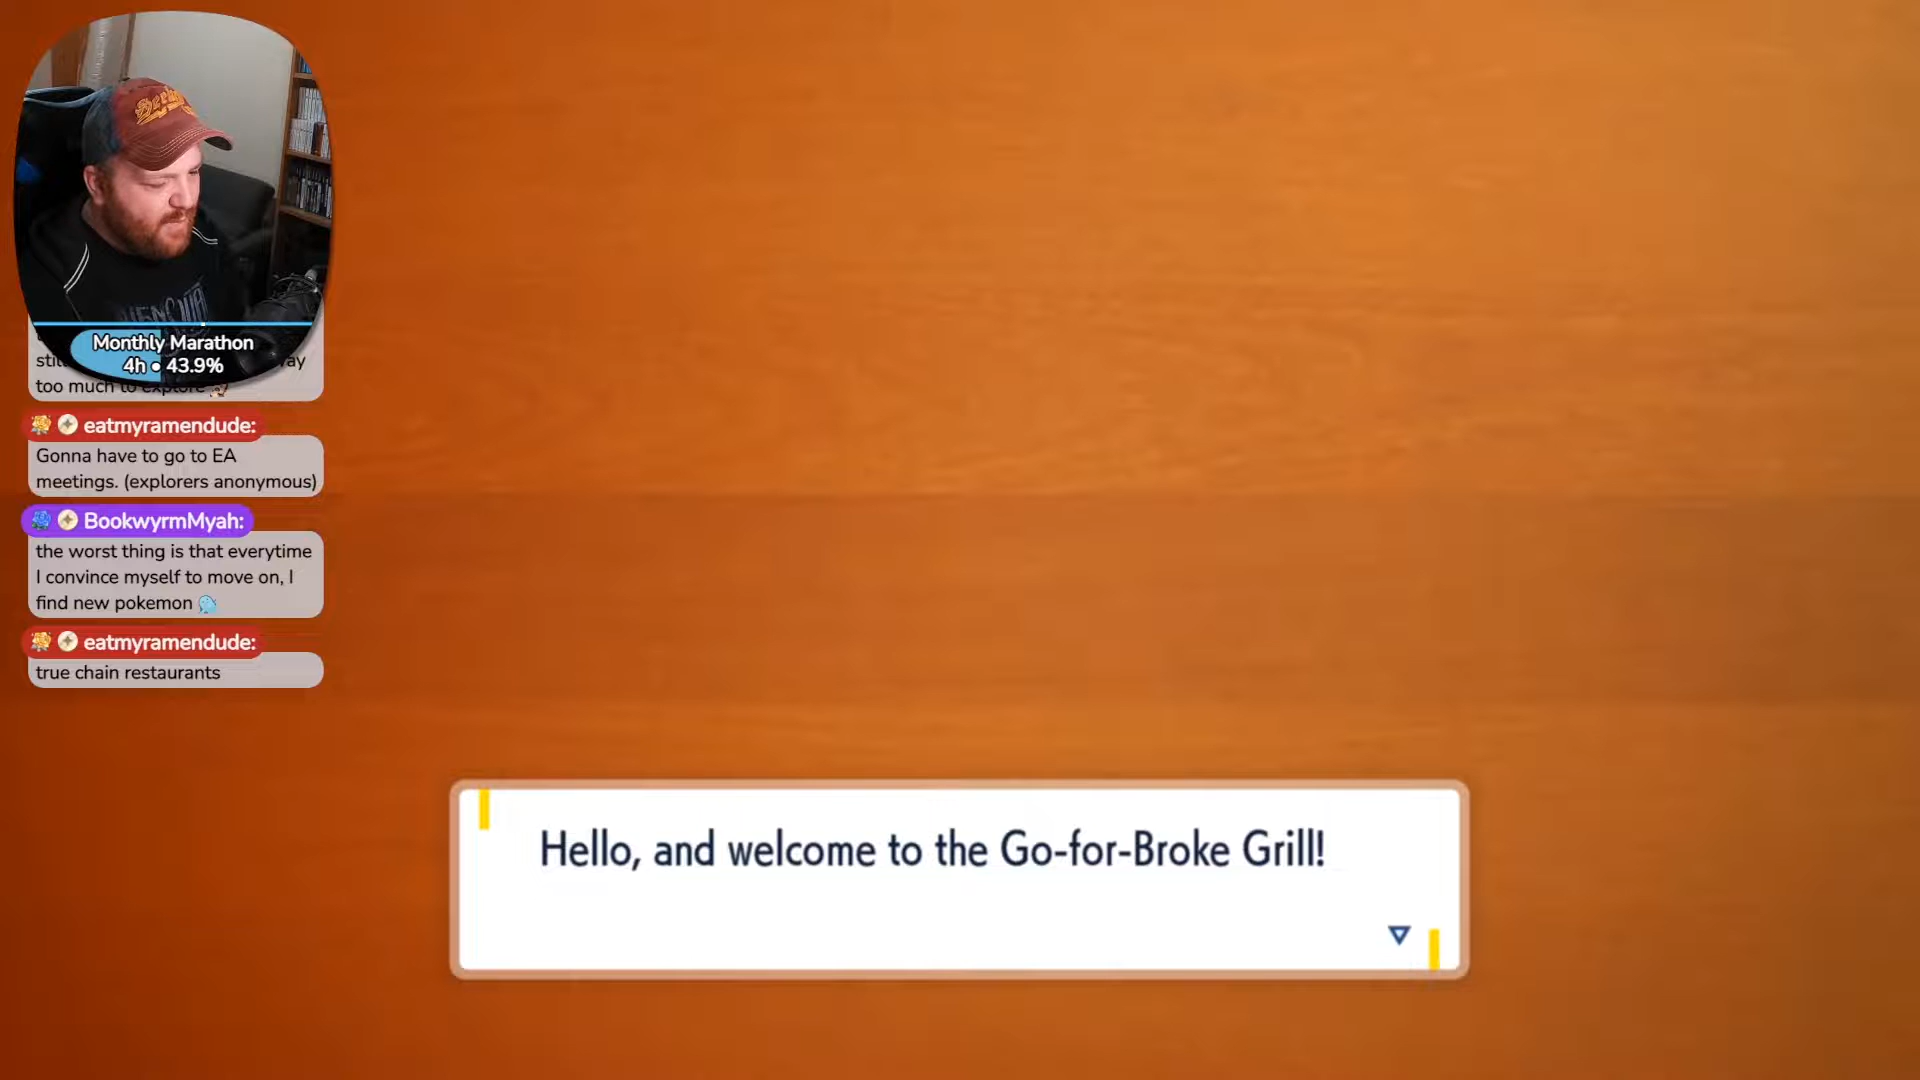 Monthly Marathon
4h • 43.9%
too much to explore
eatmyramendude:
Gonna have to go to EA
meetings. (explorers anonymous)
BookwyrmMyah:
the worst thing is that everytime
I convince myself to move on, I
find new pokemon
eatmyramendude:
true chain restaurants
Hello, and welcome to the Go-for-Broke Grill!